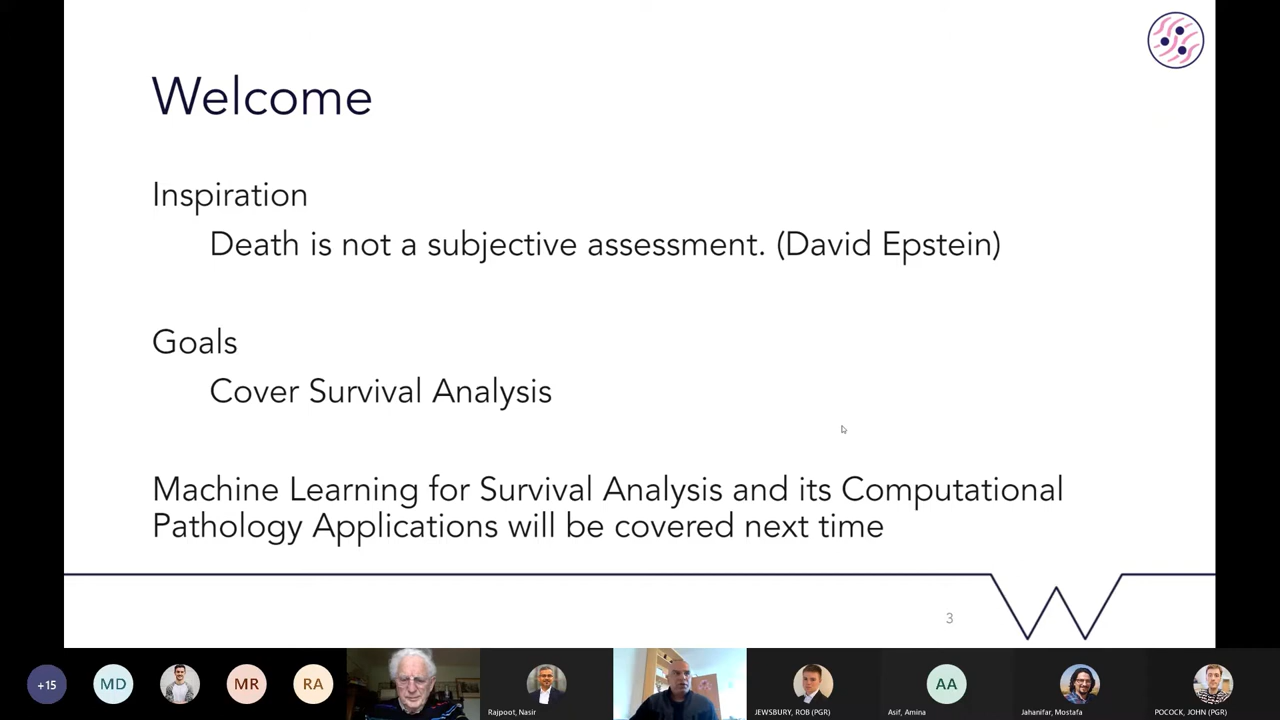 Welcome
Inspiration
Death is not a subjective assessment. (David Epstein)
Goals
Cover Survival Analysis
Machine Learning for Survival Analysis and its Computational
Pathology Applications will be covered next time
3
+15
MD
MR
RA
Rajpoot, Nasir
JEWSBURY, ROB (PGR)
AA
Asif, Amina
Jahanifar, Mostafa
POCOCK, JOHN (PGR)